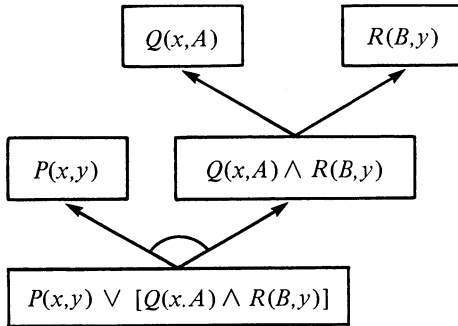 Q(x,A)
R(B,y)
P(x,y)
Q(x,A) ∧ R(B,y)
P(x,y) ∨ [Q(x.A) ∧ R(B,y)]